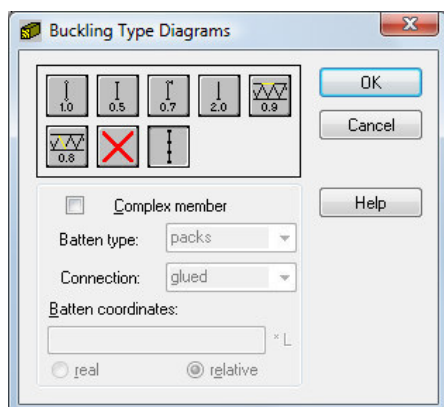 Buckling Type Diagrams
1.0 0.5 0.7 2.0 0.9
OK
0.8
Cancel
Complex member
Help
Batten type: packs
Connection: glued
Batten coordinates:
* L
real relative